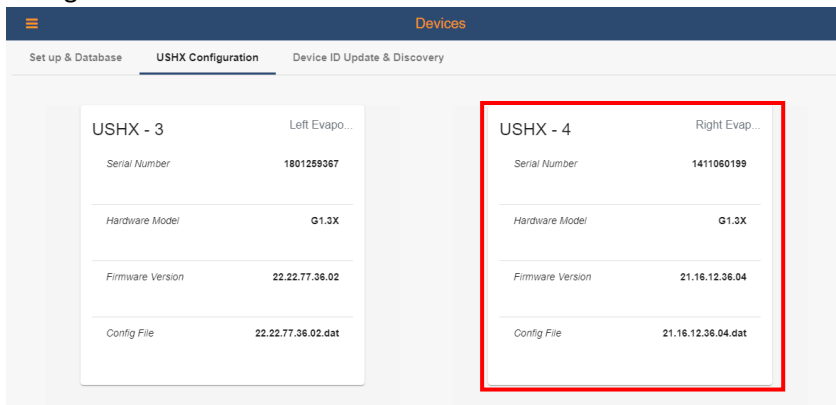 Devices
Set up & Database USHX Configuration Device ID Update & Discovery
USHX - 3 Left Evapo...
Serial Number 1801259367
Hardware Model G1.3X
Firmware Version 22.22.77.36.02
Config File 22.22.77.36.02.dat
USHX - 4 Right Evap...
Serial Number 1411060199
Hardware Model G1.3X
Firmware Version 21.16.12.36.04
Config File 21.16.12.36.04.dat